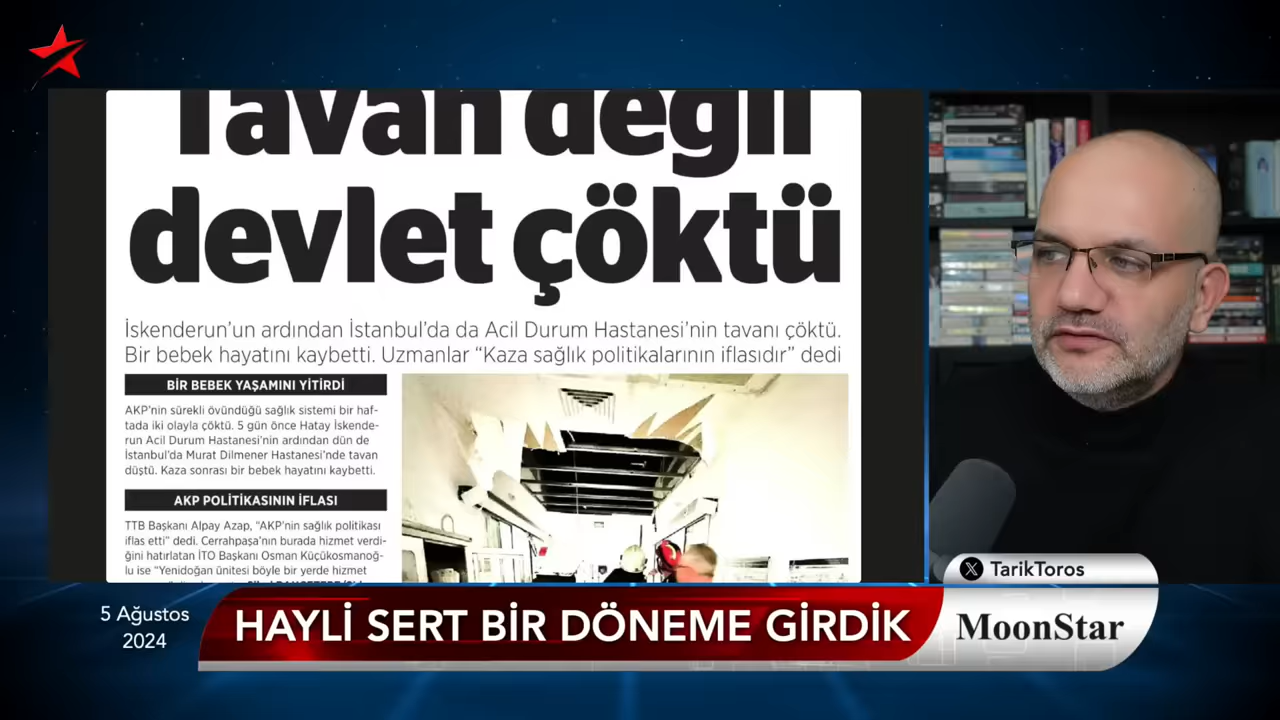 Tavan değil
devlet çöktü
İskenderun'un ardından İstanbul'da da Acil Durum Hastanesi'nin tavanı çöktü.
Bir bebek hayatını kaybetti. Uzmanlar “Kaza sağlık politikalarının iflasıdır” dedi
BİR BEBEK YAŞAMINI YİTİRDİ
AKP'nin sürekli övündüğü sağlık sistemi bir haf-
tada iki olayla çöktü. 5 gün önce Hatay İskende-
run Acil Durum Hastanesi'nin ardından dün de
İstanbul'da Murat Dilmener Hastanesi'nde tavan
düştü. Kaza sonrası bir bebek hayatını kaybetti.
AKP POLİTİKASININ İFLASI
TTB Başkanı Alpay Azap, “AKP'nin sağlık politikası
iflas etti” dedi. Cerrahpaşa'nın burada hizmet verdi-
ğini hatırlatan İTO Başkanı Osman Küçükosmanoğ-
lu ise “Yenidoğan ünitesi böyle bir yerde hizmet
TarikToros
5 Ağustos
2024
HAYLİ SERT BİR DÖNEME GİRDİK
MoonStar